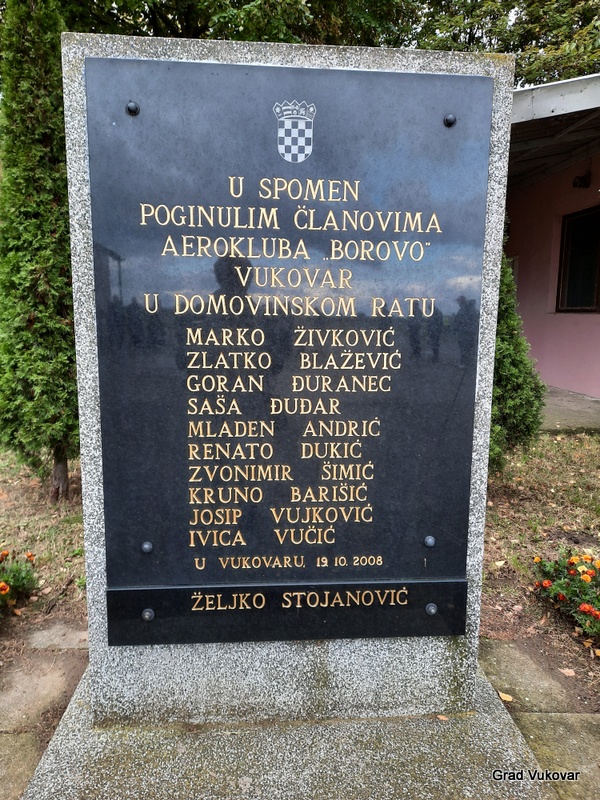 U SPOMEN
POGINULIM ČLANOVIMA
AEROKLUBA „BOROVO"
VUKOVAR
U DOMOVINSKOM RATU
MARKO ŽIVKOVIĆ
ZLATKO BLAŽEVIĆ
GORAN ĐURANEC
SAŠA ĐUĐAR
MLADEN ANDRIĆ
RENATO DUKIĆ
ZVONIMIR ŠIMIĆ
KRUNO BARIŠIĆ
JOSIP VUJKOVIĆ
IVICA VUČIĆ
U VUKOVARU, 19. 10. 2008
ŽELJKO STOJANOVIĆ
Grad Vukovar